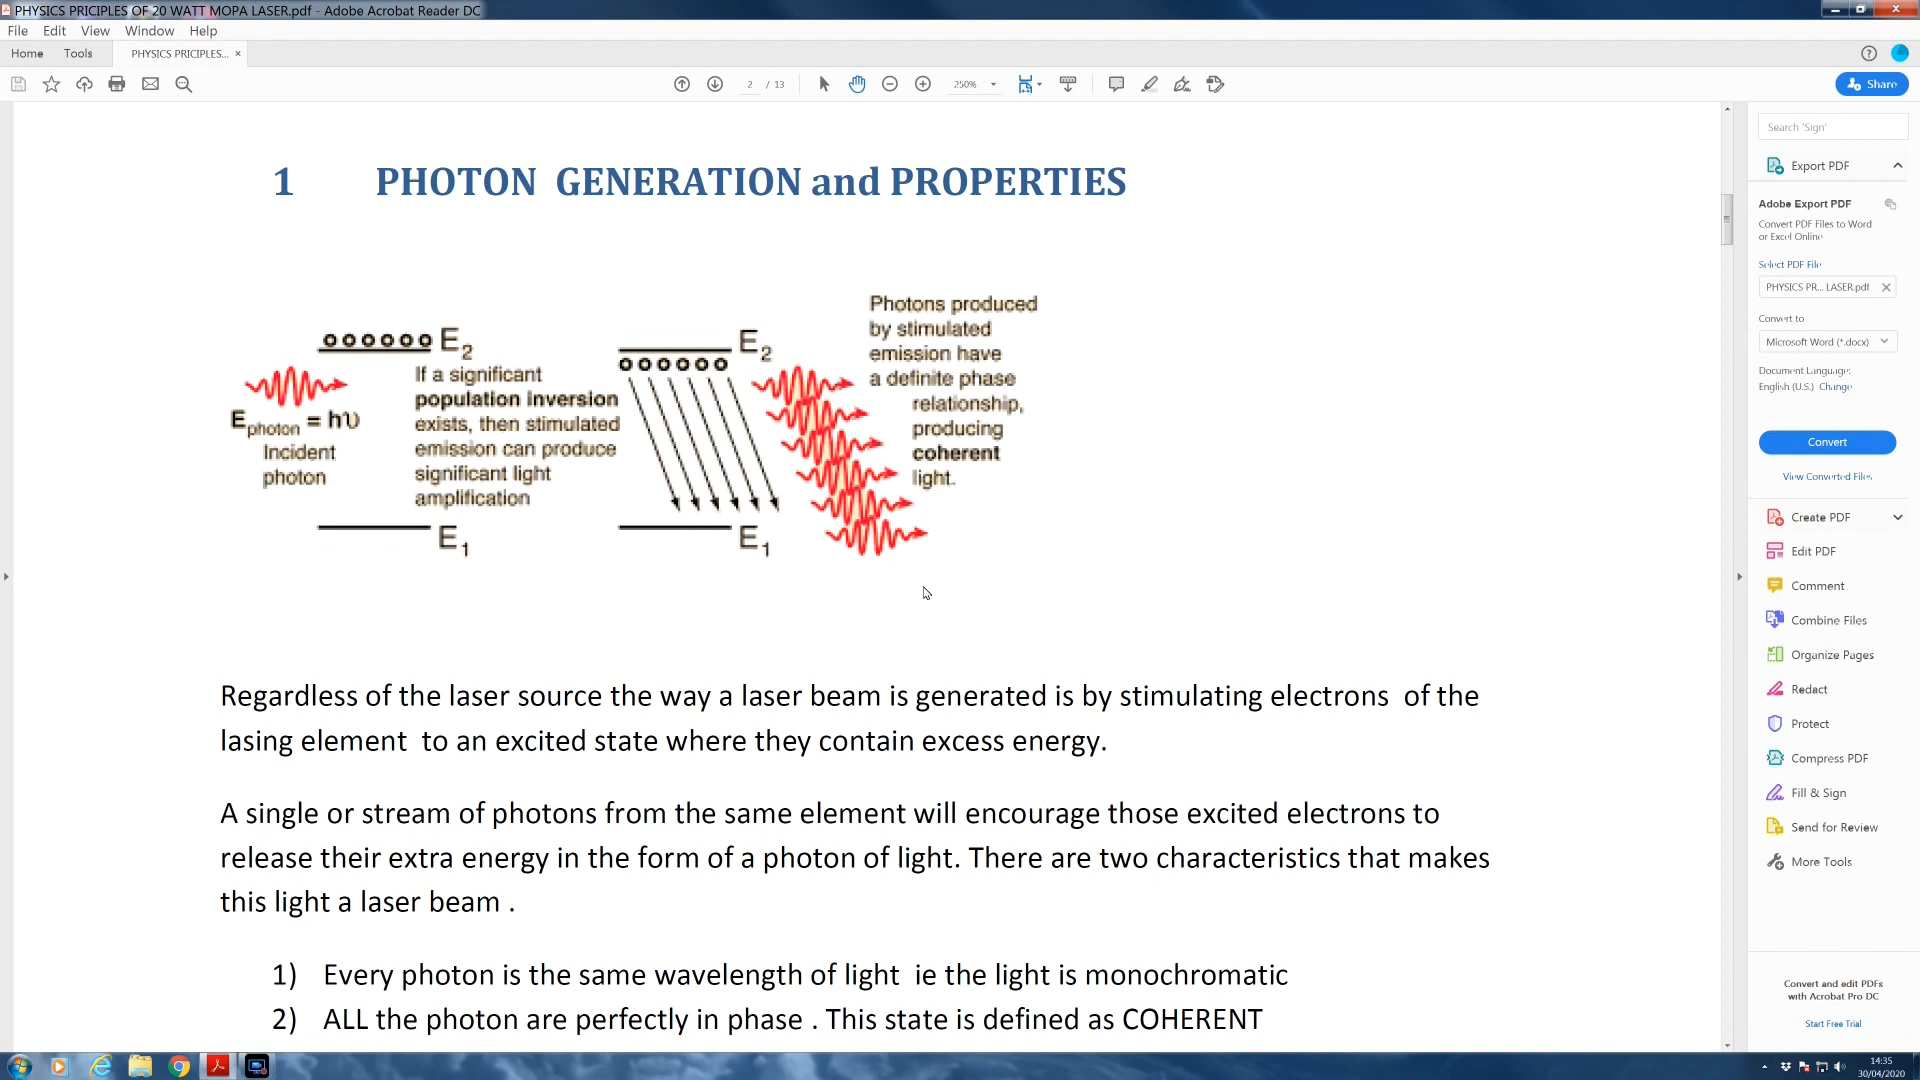 PHYSICS PRICIPLES OF 20 WATT MOPA LASER.pdf - Adobe Acrobat Reader DC
File Edit View Window Help
Home Tools PHYSICS PRICIPLES... ×
2 / 13 250%
Share
1 PHOTON GENERATION and PROPERTIES
E2
Ephoton = hυ
Incident
photon
If a significant
population inversion
exists, then stimulated
emission can produce
significant light
amplification
E1
E2
E1
Photons produced
by stimulated
emission have
a definite phase
relationship,
producing
coherent
light.
Regardless of the laser source the way a laser beam is generated is by stimulating electrons of the
lasing element to an excited state where they contain excess energy.
A single or stream of photons from the same element will encourage those excited electrons to
release their extra energy in the form of a photon of light. There are two characteristics that makes
this light a laser beam .
1) Every photon is the same wavelength of light ie the light is monochromatic
2) ALL the photon are perfectly in phase . This state is defined as COHERENT
Search 'Sign'
Export PDF
Adobe Export PDF
Convert PDF Files to Word
or Excel Online
Select PDF File
PHYSICS PR... LASER.pdf
Convert to
Microsoft Word (*.docx)
Document Language:
English (U.S.) Change
Convert
View Converted Files
Create PDF
Edit PDF
Comment
Combine Files
Organize Pages
Redact
Protect
Compress PDF
Fill & Sign
Send for Review
More Tools
Convert and edit PDFs
with Acrobat Pro DC
Start Free Trial
14:35
30/04/2020